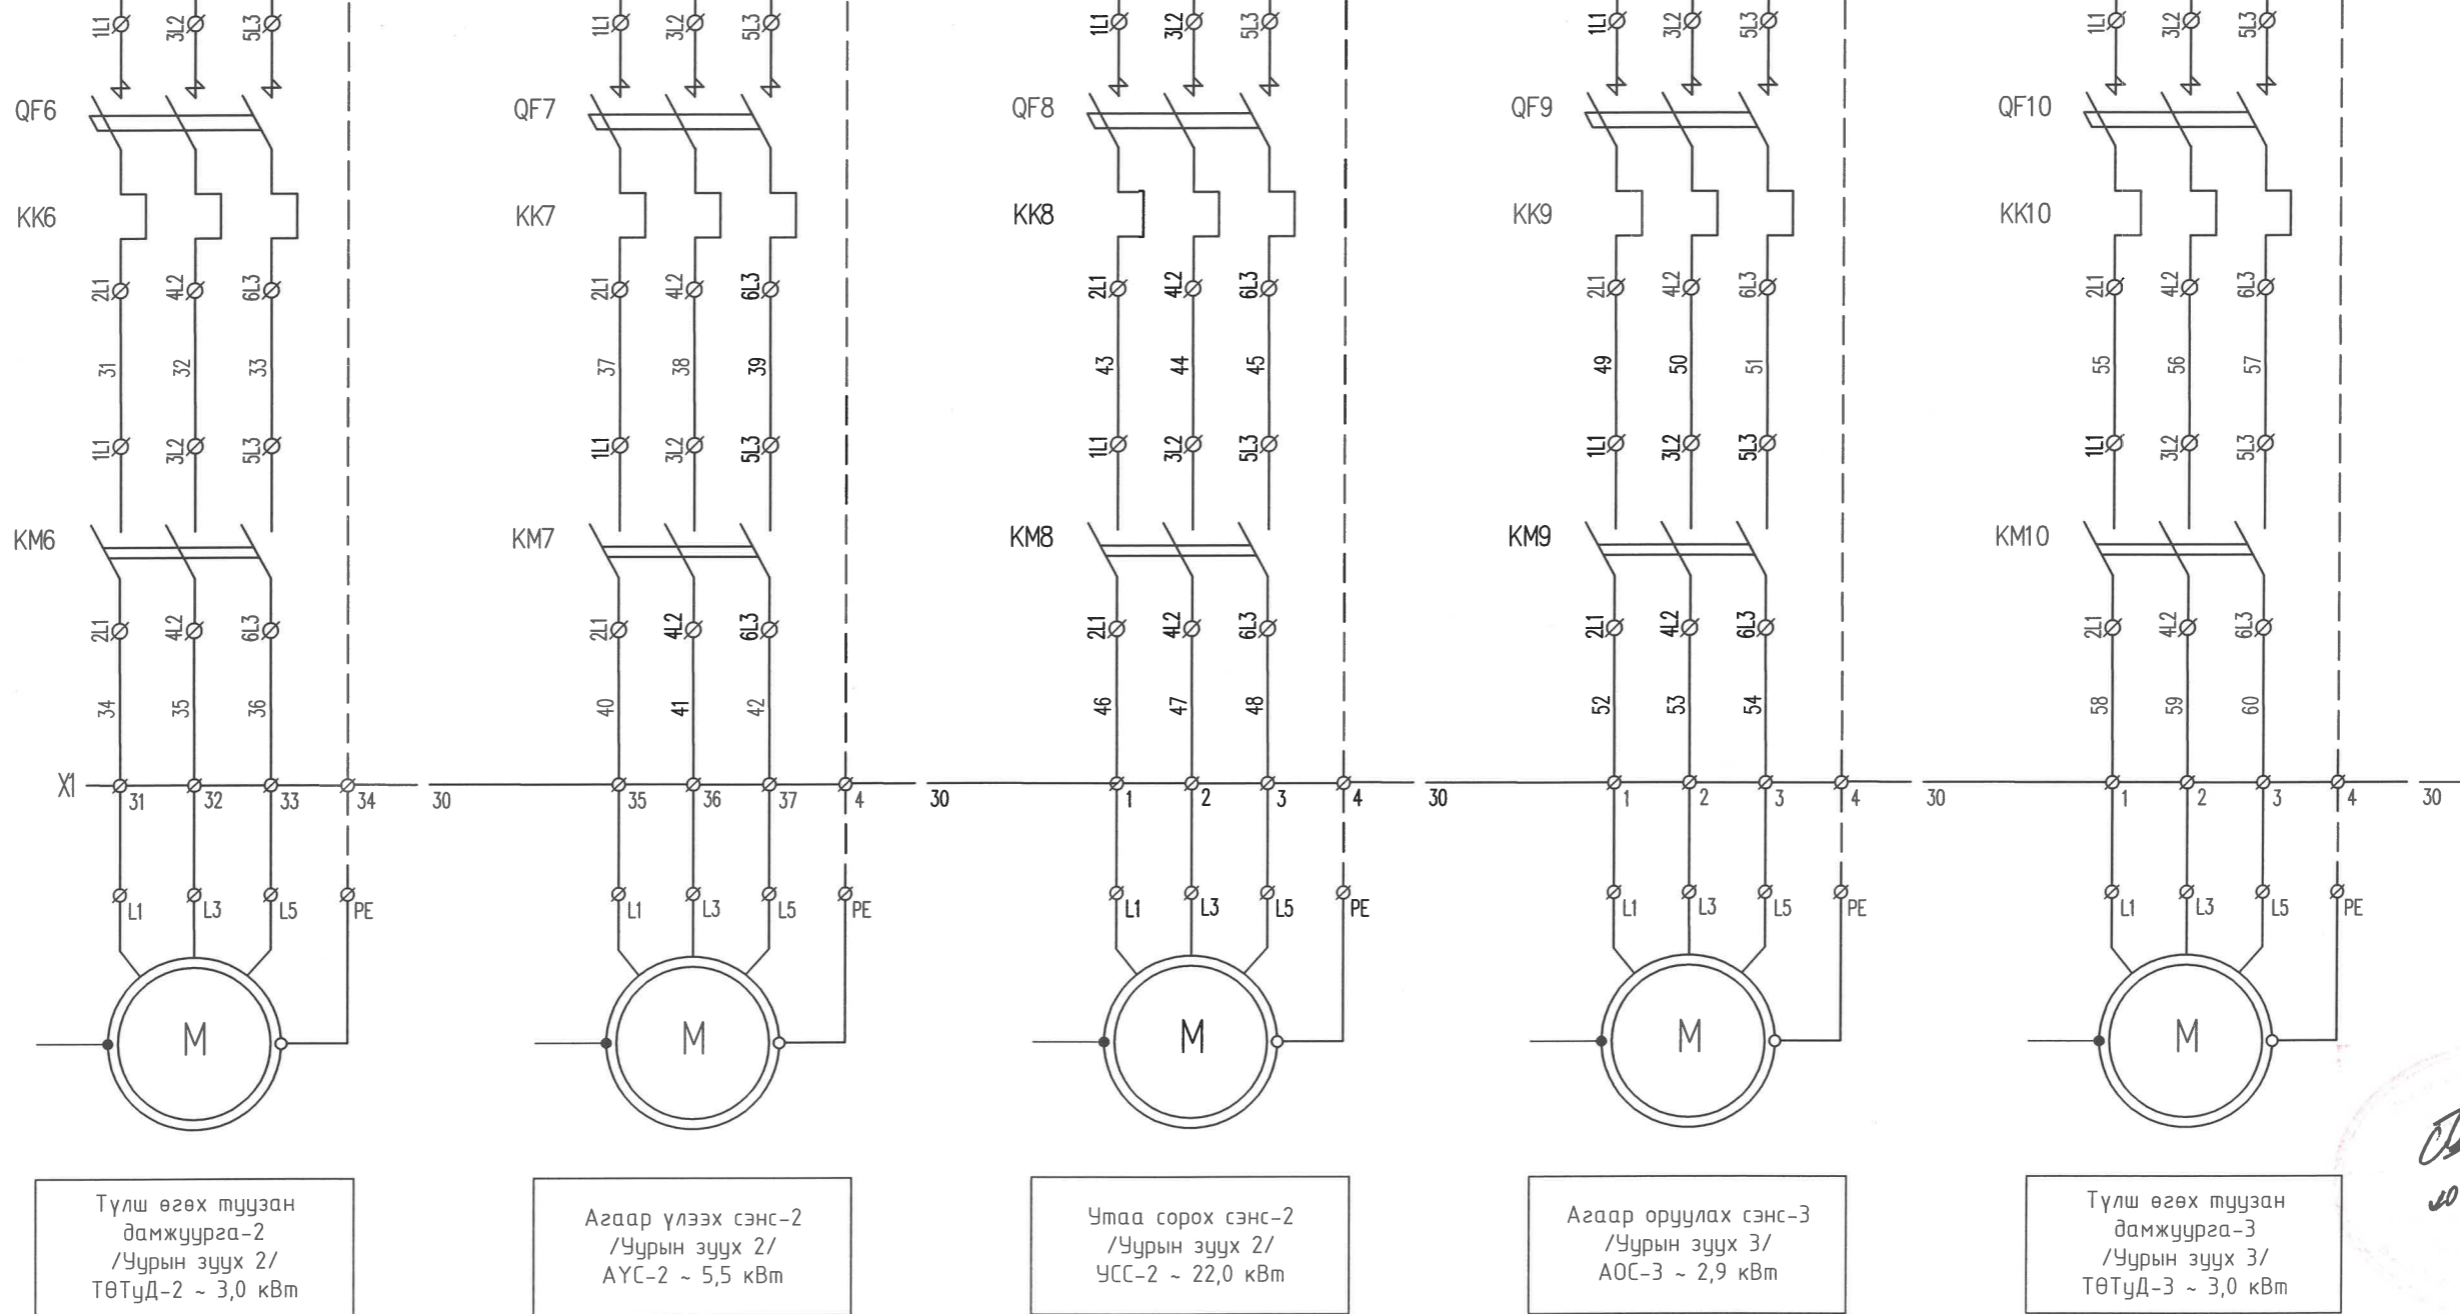 1L1 3L2 5L3 1L1 3L2 5L3 1L1 3L2 5L3 1L1 3L2 5L3 1L1 3L2 5L3
QF6 QF7 QF8 QF9 QF10
KK6 KK7 KK8 KK9 KK10
2L1 4L2 6L3 2L1 4L2 6L3 2L1 4L2 6L3 2L1 4L2 6L3 2L1 4L2 6L3
31 32 33 37 38 39 43 44 45 49 50 51 55 56 57
1L1 3L2 5L3 1L1 3L2 5L3 1L1 3L2 5L3 1L1 3L2 5L3 1L1 3L2 5L3
KM6 KM7 KM8 KM9 KM10
2L1 4L2 6L3 2L1 4L2 6L3 2L1 4L2 6L3 2L1 4L2 6L3 2L1 4L2 6L3
34 35 36 40 41 42 46 47 48 52 53 54 58 59 60
X1 31 32 33 34 30 35 36 37 4 30 1 2 3 4 30 1 2 3 4 30 1 2 3 4 30
L1 L3 L5 PE L1 L3 L5 PE L1 L3 L5 PE L1 L3 L5 PE L1 L3 L5 PE
M M M M M
Түлш өгөх туузан
дамжуурга-2
/Уурын зуух 2/
ТӨТуД-2 ~ 3,0 кВт
Агаар үлээх сэнс-2
/Уурын зуух 2/
АҮС-2 ~ 5,5 кВт
Утаа сорох сэнс-2
/Уурын зуух 2/
УСС-2 ~ 22,0 кВт
Агаар оруулах сэнс-3
/Уурын зуух 3/
АОС-3 ~ 2,9 кВт
Түлш өгөх туузан
дамжуурга-3
/Уурын зуух 3/
ТӨТуД-3 ~ 3,0 кВт